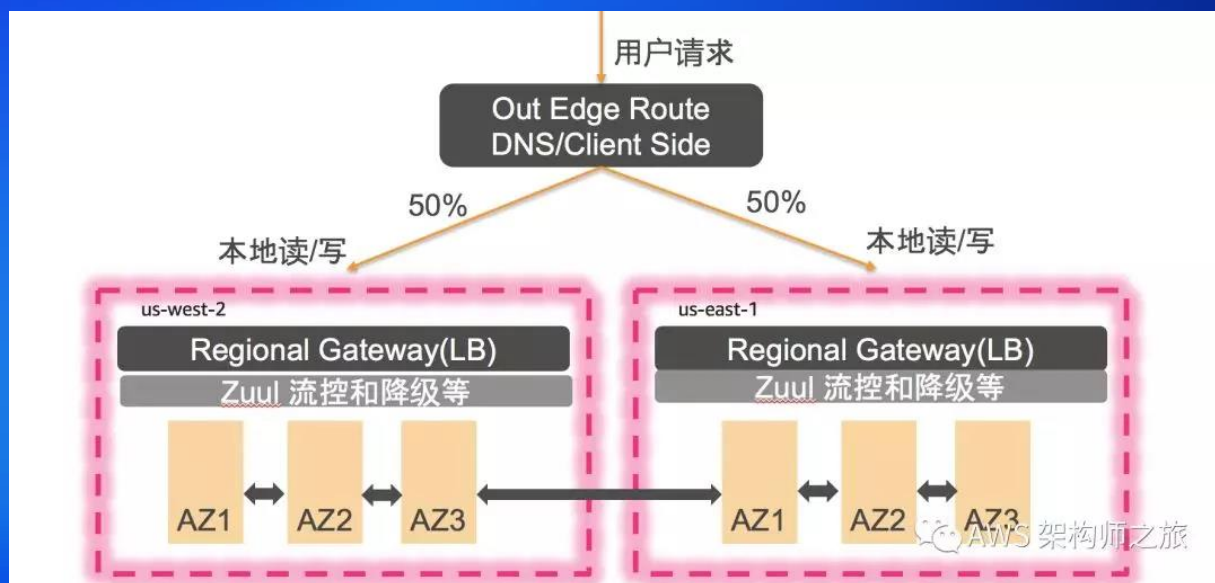 用户请求
Out Edge Route
DNS/Client Side
50%
50%
本地读/写
本地读/写
us-west-2
us-east-1
Regional Gateway(LB)
Regional Gateway(LB)
Zuul 流控和降级等
Zuul 流控和降级等
AZ1
AZ2
AZ3
AZ1
AZ2
AZ3
AWS 架构师之旅